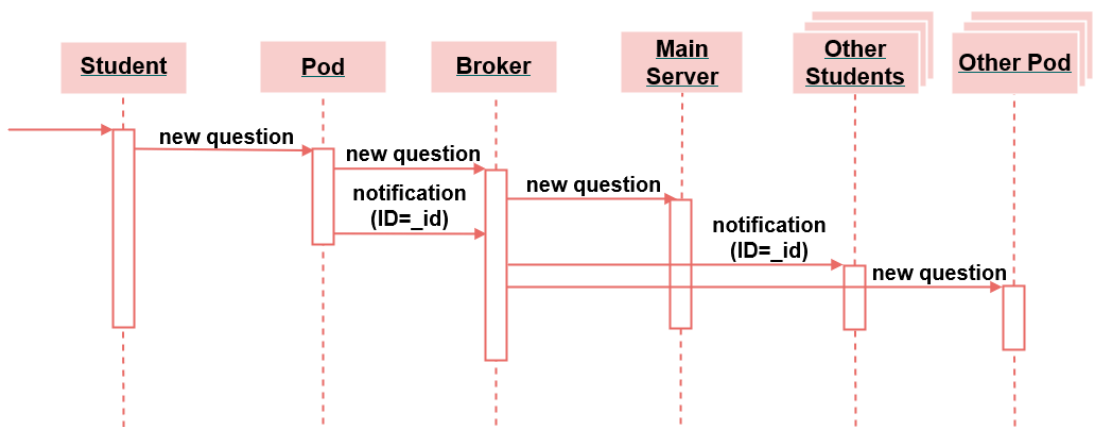 Student
Pod
Broker
Main
Server
Other
Students
Other Pod
new question
new question
notification
(ID=_id)
new question
notification
(ID=_id)
new question